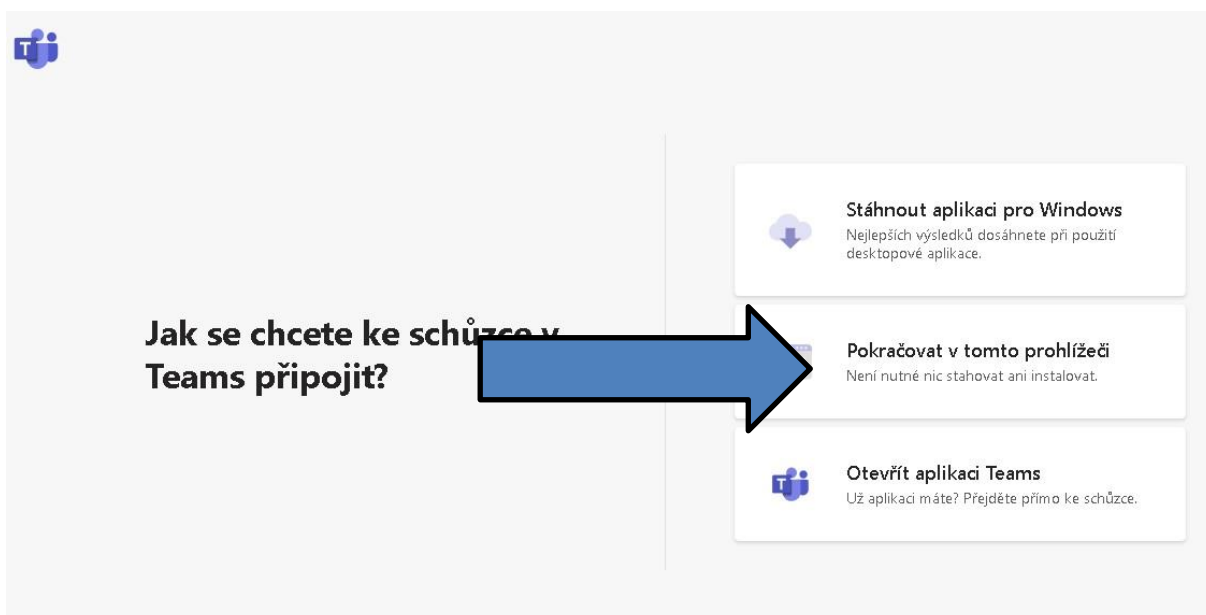 Jak se chcete ke schůzce v
Teams připojit?
Stáhnout aplikaci pro Windows
Nejlepších výsledků dosáhnete při použití
desktopové aplikace.
Pokračovat v tomto prohlížeči
Není nutné nic stahovat ani instalovat.
T
Otevřít aplikaci Teams
Už aplikaci máte? Přejděte přímo ke schůzce.